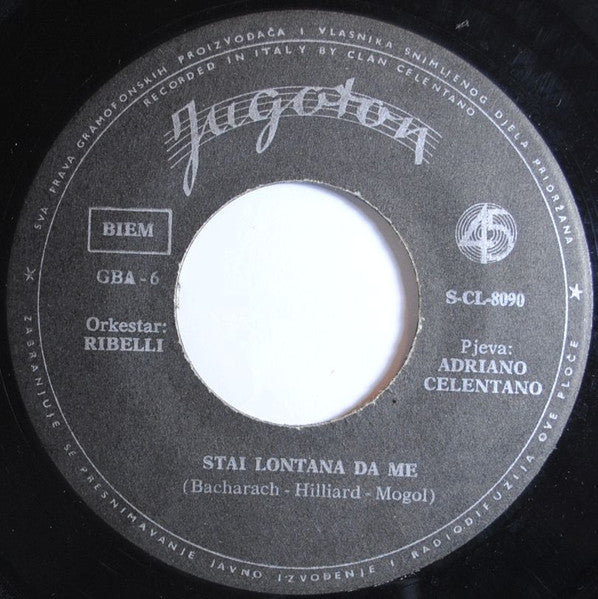 SVA PRAVA GRAMOFONSKIH PROIZVOĐAČA I VLASNIKA SNIMLJENOG DJELA PRIDRŽANA
RECORDED IN ITALY BY CLAN CELENTANO
Jugoton
BIEM
GBA - 6
45
S-CL-8090
Orkestar:
RIBELLI
Pjeva:
ADRIANO
CELENTANO
STAI LONTANA DA ME
(Bacharach - Hilliard - Mogol)
★ ZABRANJUJE SE PRESNIMAVANJE JAVNO IZVOĐENJE I RADIODIFUZIJA OVE PLOČE ★